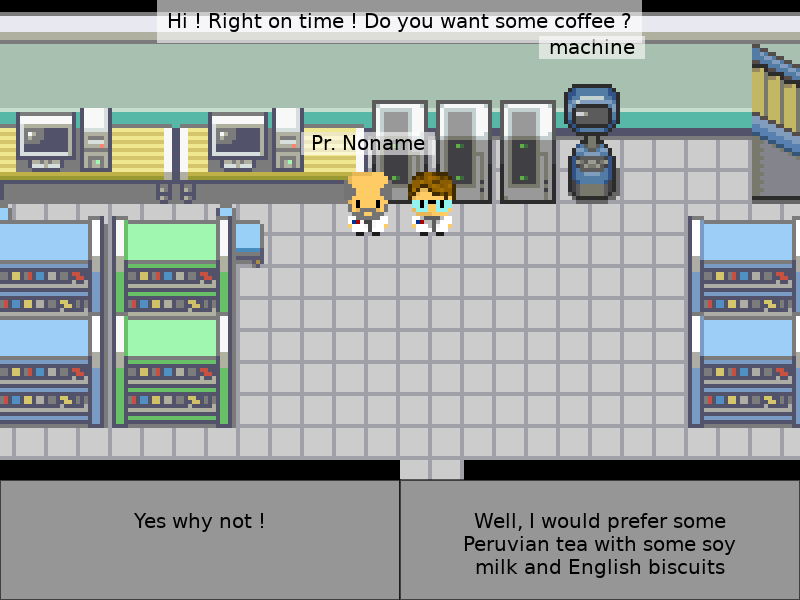 Hi ! Right on time ! Do you want some coffee ?
machine
Pr. Noname
Yes why not !
Well, I would prefer some
Peruvian tea with some soy
milk and English biscuits